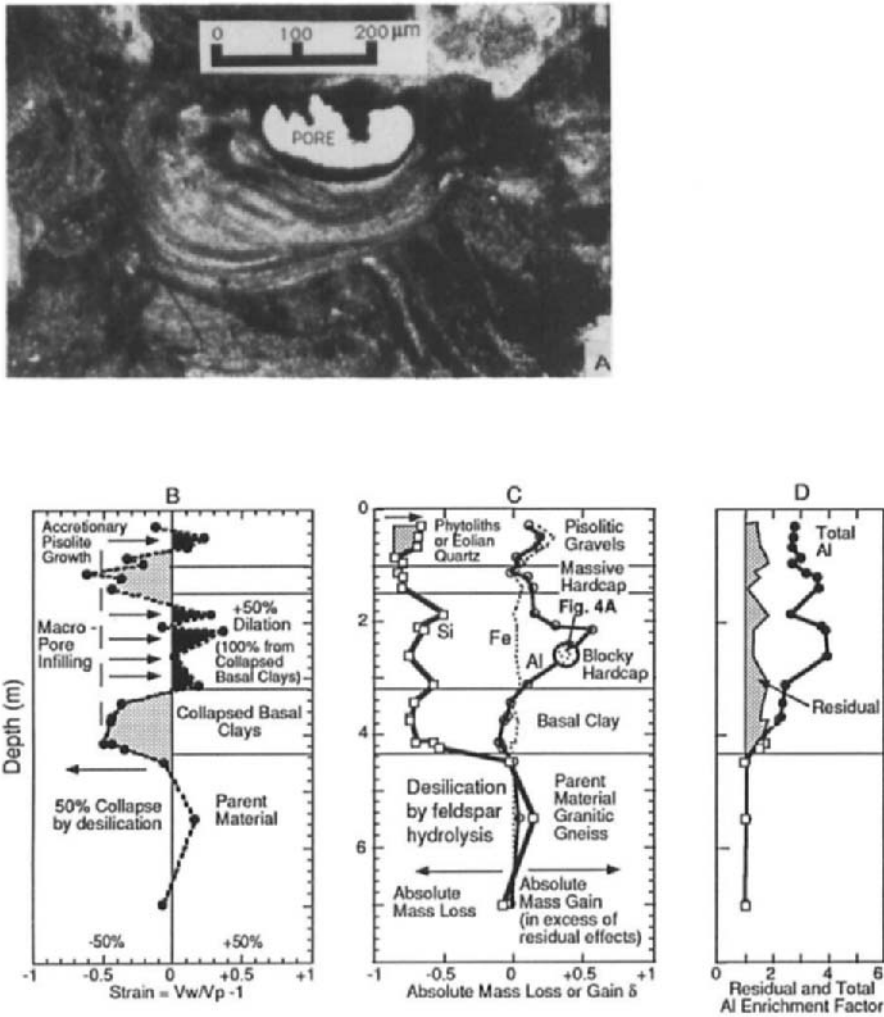 0 100 200 µm
PORE
A
B
Accretionary
Pisolite
Growth
+50%
Dilation
(100% from
Collapsed
Basal Clays)
Macro -
Pore
Infilling
Collapsed Basal
Clays
50% Collapse
by desilication
Parent
Material
-50% +50%
-1 -0.5 0 +0.5 +1
Strain = Vw/Vp -1
Depth (m)
C
0
2
4
6
Phytoliths
or Eolian
Quartz
Pisolitic
Gravels
Massive
Hardcap
Fig. 4A
Si
Fe
Al
Blocky
Hardcap
Basal Clay
Desilication
by feldspar
hydrolysis
Parent
Material
Granitic
Gneiss
Absolute
Mass Loss
Absolute
Mass Gain
(in excess of
residual effects)
-1 -0.5 0 +0.5 +1
Absolute Mass Loss or Gain δ
D
Total
Al
Residual
0 2 4 6
Residual and Total
Al Enrichment Factor